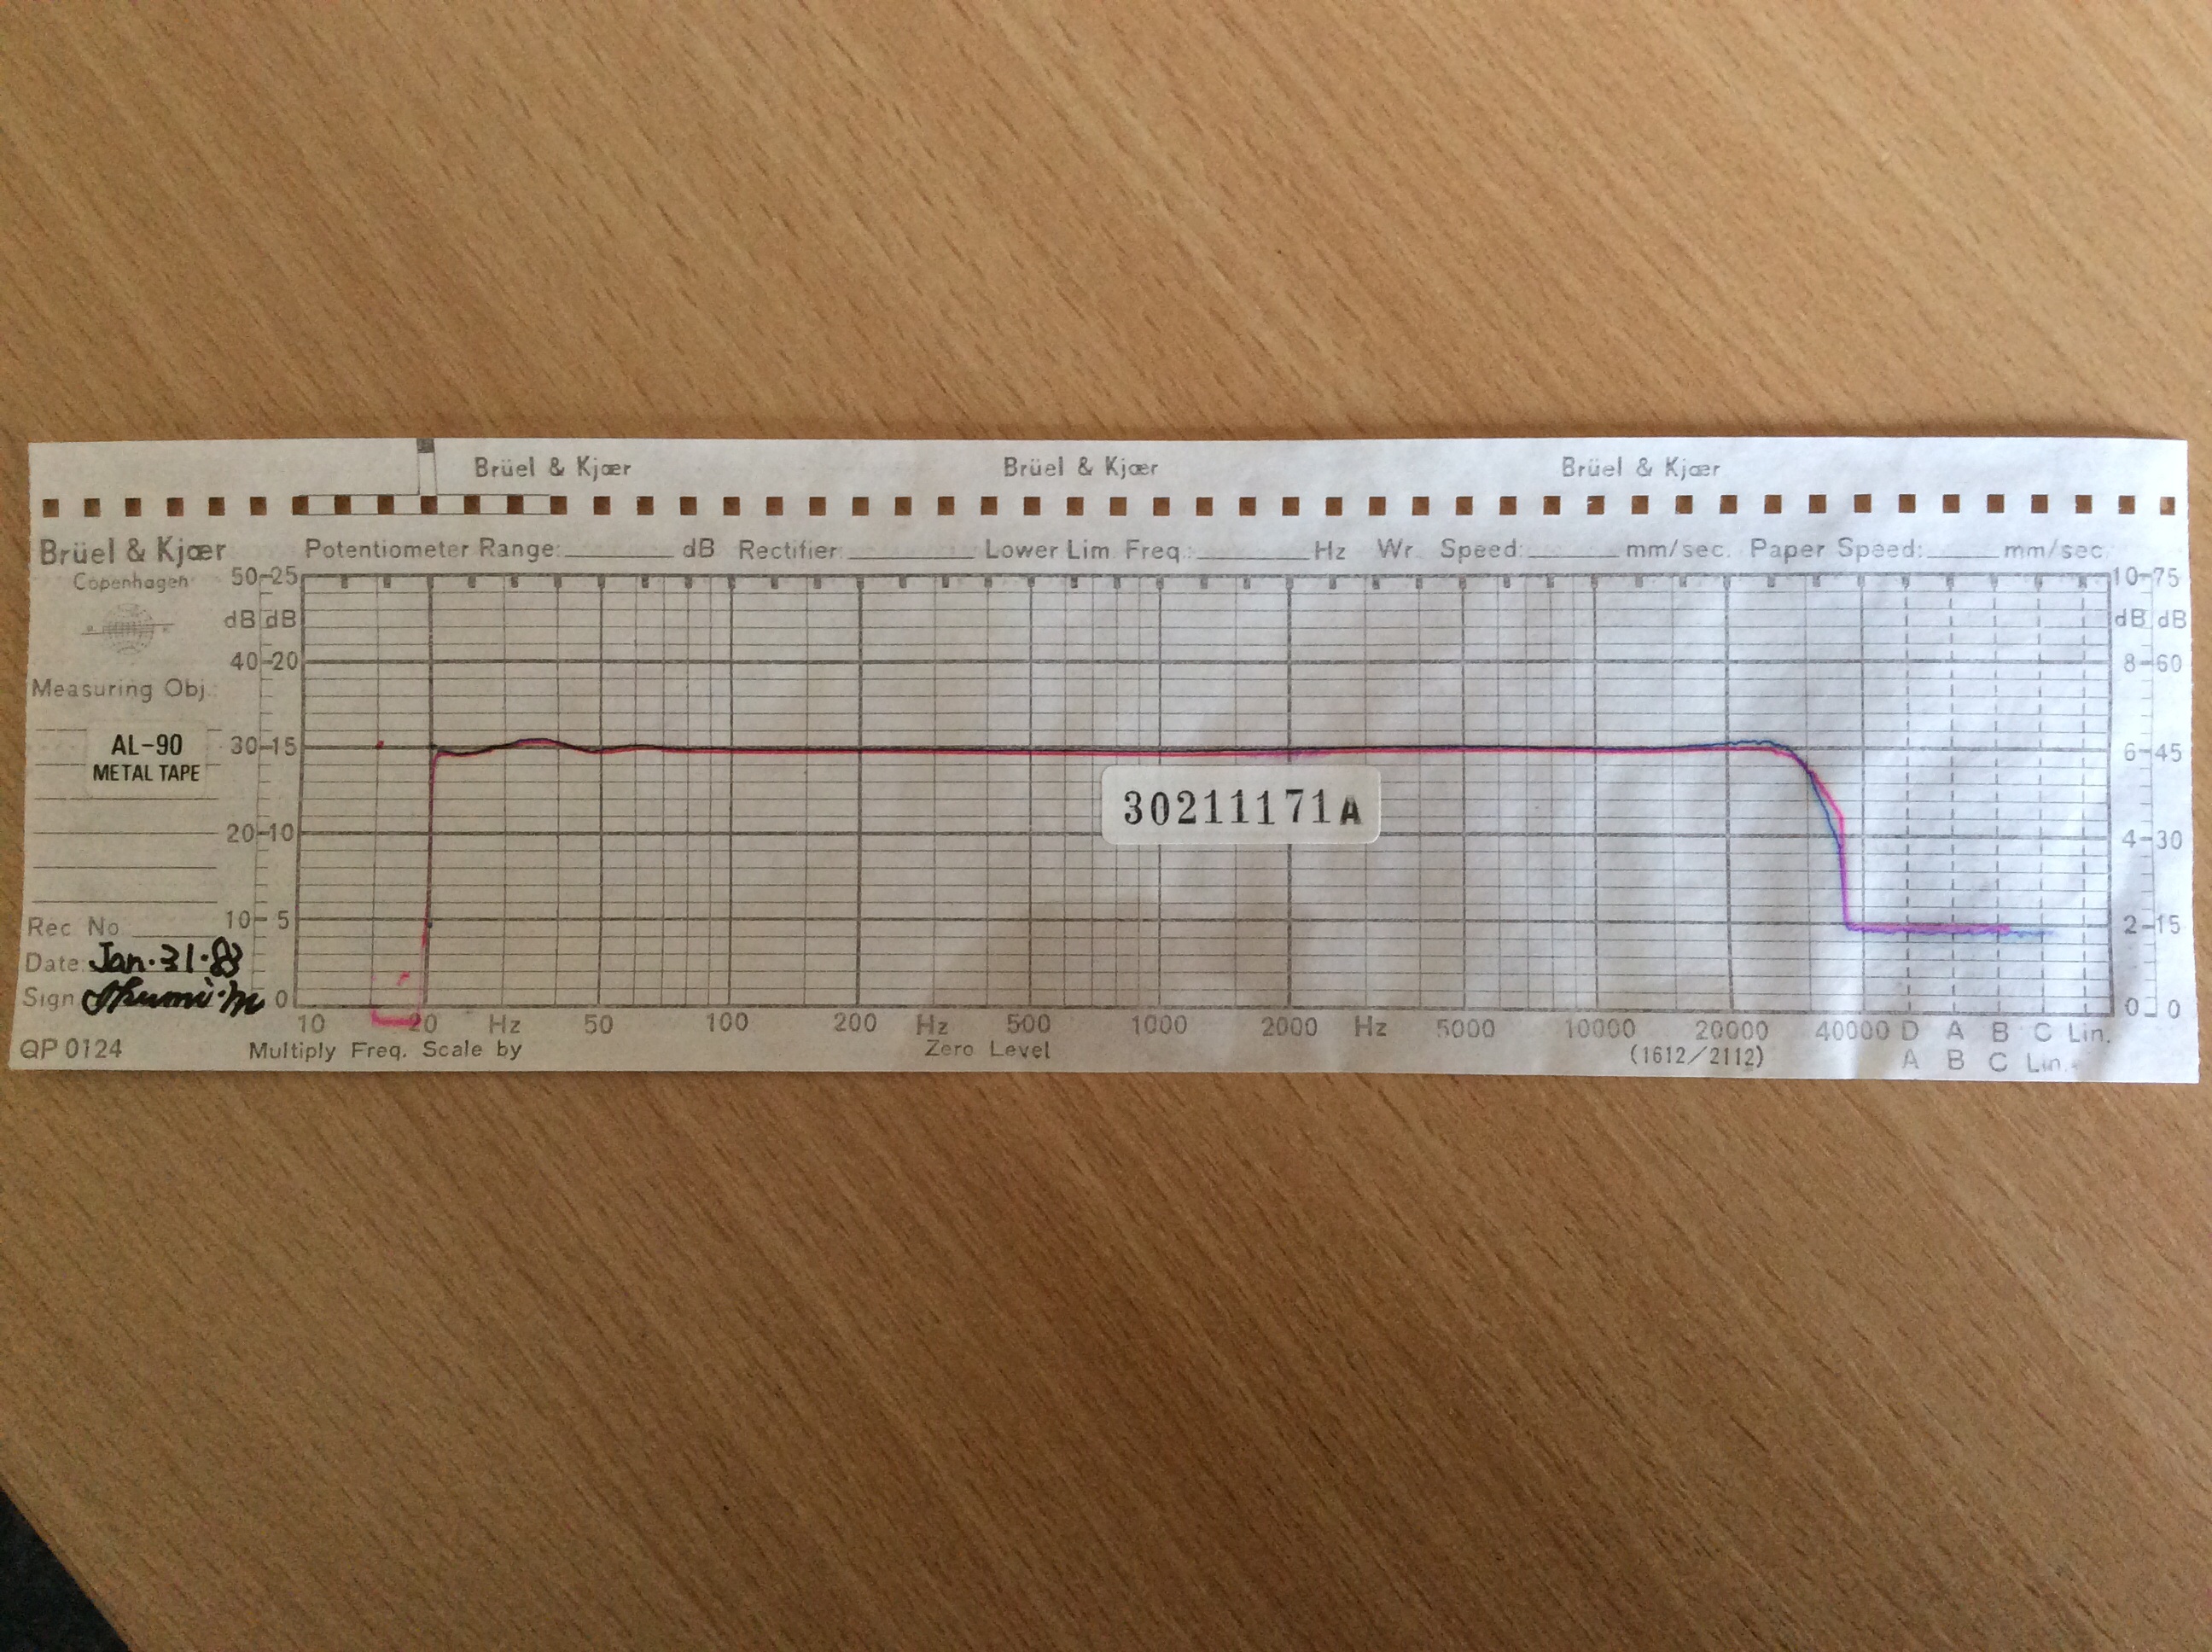 Brüel & Kjær Brüel & Kjær Brüel & Kjær
Brüel & Kjær Potentiometer Range: dB Rectifier: Lower Lim Freq.: Hz Wr. Speed: mm/sec. Paper Speed: mm/sec.
Copenhagen 50 25 10 75
dB dB dB dB
40 20 8 60
Measuring Obj.
AL-90 30 15 6 45
METAL TAPE
30211171A
20 10 4 30
Rec No 10 5 2 15
Date: Jan.31.83
Sign 0 0 0
10 20 Hz 50 100 200 Hz 500 1000 2000 Hz 5000 10000 20000 40000 D A B C Lin.
QP 0124 Multiply Freq. Scale by Zero Level (1612/2112) A B C Lin.